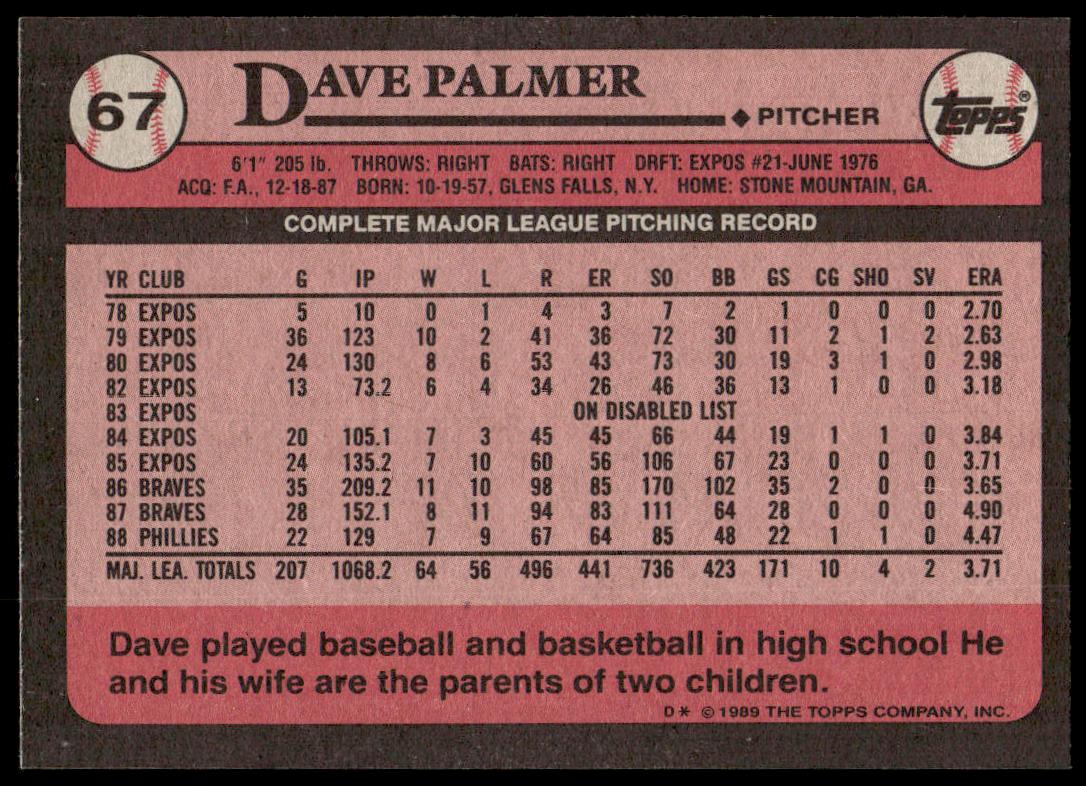 67
DAVE PALMER
◆ PITCHER
TOPPS®
6'1" 205 lb. THROWS: RIGHT BATS: RIGHT DRFT: EXPOS #21-JUNE 1976
ACQ: F.A., 12-18-87 BORN: 10-19-57, GLENS FALLS, N.Y. HOME: STONE MOUNTAIN, GA.
COMPLETE MAJOR LEAGUE PITCHING RECORD
YR CLUB G IP W L R ER SO BB GS CG SHO SV ERA
78 EXPOS 5 10 0 1 4 3 7 2 1 0 0 0 2.70
79 EXPOS 36 123 10 2 41 36 72 30 11 2 1 2 2.63
80 EXPOS 24 130 8 6 53 43 73 30 19 3 1 0 2.98
82 EXPOS 13 73.2 6 4 34 26 46 36 13 1 0 0 3.18
83 EXPOS ON DISABLED LIST
84 EXPOS 20 105.1 7 3 45 45 66 44 19 1 1 0 3.84
85 EXPOS 24 135.2 7 10 60 56 106 67 23 0 0 0 3.71
86 BRAVES 35 209.2 11 10 98 85 170 102 35 2 0 0 3.65
87 BRAVES 28 152.1 8 11 94 83 111 64 28 0 0 0 4.90
88 PHILLIES 22 129 7 9 67 64 85 48 22 1 1 0 4.47
MAJ. LEA. TOTALS 207 1068.2 64 56 496 441 736 423 171 10 4 2 3.71
Dave played baseball and basketball in high school He
and his wife are the parents of two children.
D* © 1989 THE TOPPS COMPANY, INC.